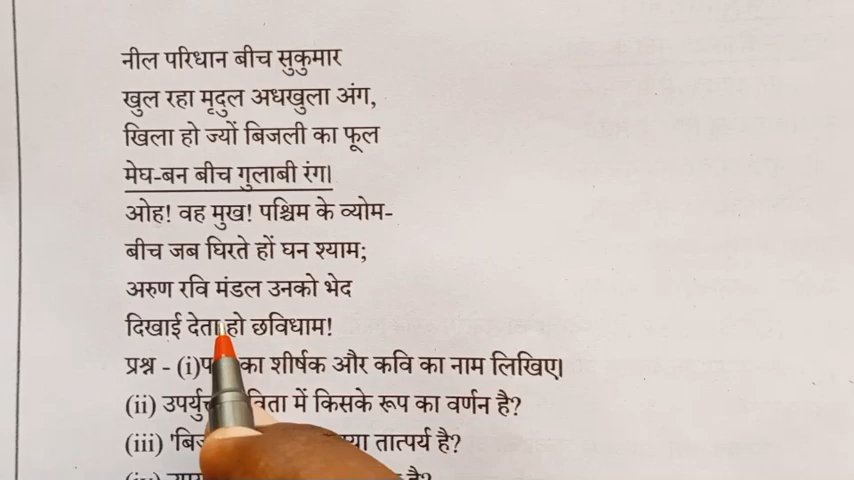 नील परिधान बीच सुकुमार
खुल रहा मृदुल अधखुला अंग,
खिला हो ज्यों बिजली का फूल
मेघ-बन बीच गुलाबी रंग।
ओह! वह मुख! पश्चिम के व्योम-
बीच जब घिरते हों घन श्याम;
अरुण रवि मंडल उनको भेद
दिखाई देता हो छविधाम!
प्रश्न - (i) का शीर्षक और कवि का नाम लिखिए।
(ii) में किसके रूप का वर्णन है?
(iii) तात्पर्य है?
है?